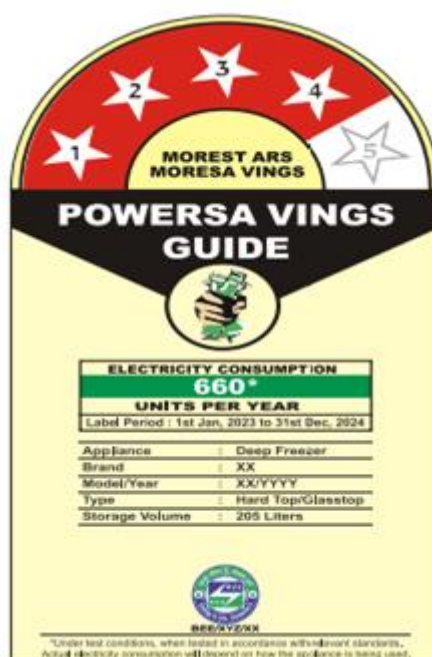 1 2 3 4 5
MOREST ARS
MORESA VINGS
POWERSA VINGS
GUIDE
ELECTRICITY CONSUMPTION
660*
UNITS PER YEAR
Label Period : 1st Jan, 2023 to 31st Dec, 2024
Appliance : Deep Freezer
Brand : XX
Model/Year : XX/YYYY
Type : Hard Top/Glasstop
Storage Volume : 205 Liters
BEE/XYZ/XX
*Under test conditions, when tested in accordance with relevant standards.
Actual electricity consumption will depend on how the appliance is being used.